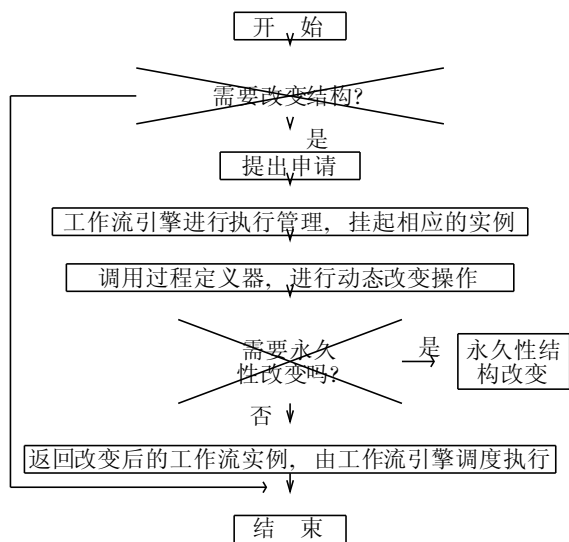 开 始
需要改变结构?
是
提出申请
工作流引擎进行执行管理，挂起相应的实例
调用过程定义器，进行动态改变操作
需要永久
性改变吗?
是
永久性结
构改变
否
返回改变后的工作流实例，由工作流引擎调度执行
结 束